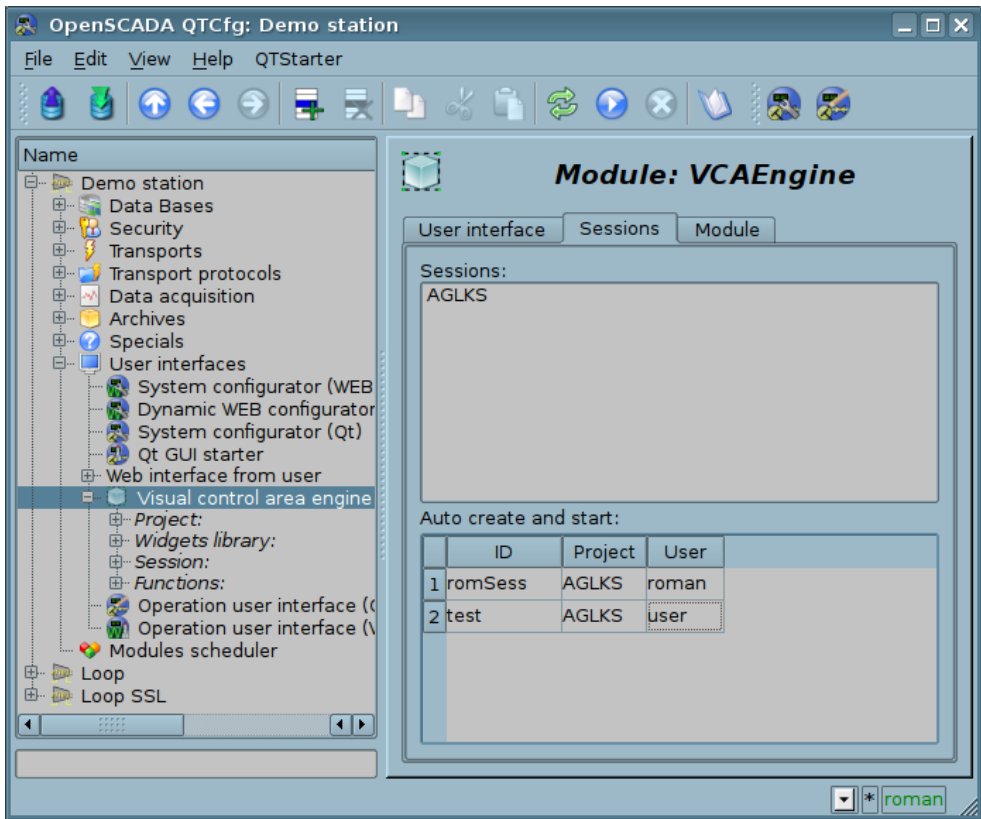 OpenSCADA QTCfg: Demo station
File Edit View Help QTStarter
Name
Demo station
Data Bases
Security
Transports
Transport protocols
Data acquisition
Archives
Specials
User interfaces
System configurator (WEB
Dynamic WEB configurator
System configurator (Qt)
Qt GUI starter
Web interface from user
Visual control area engine
Project:
Widgets library:
Session:
Functions:
Operation user interface (
Operation user interface (
Modules scheduler
Loop
Loop SSL
Module: VCAEngine
User interface Sessions Module
Sessions:
AGLKS
Auto create and start:
ID Project User
1 romSess AGLKS roman
2 test AGLKS user
* roman